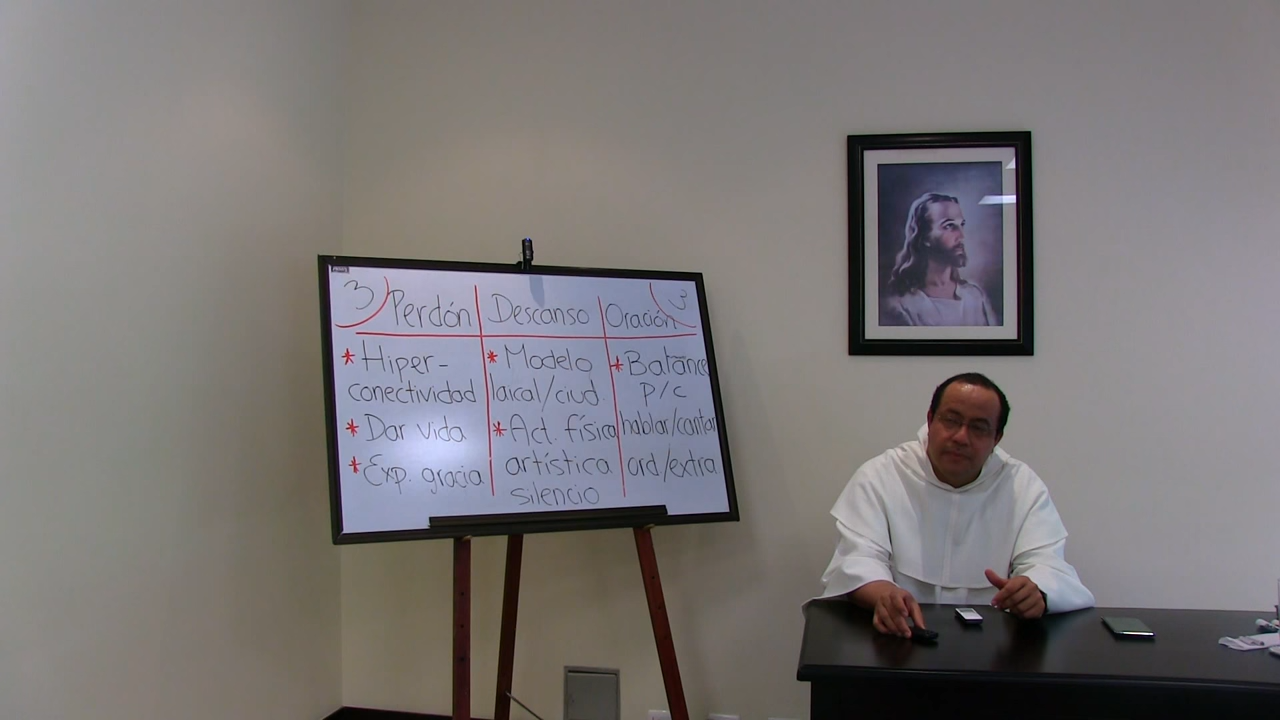 3) Perdón | Descanso | Oración (3
* Hiper-
conectividad
* Dar vida
* Exp. gracia
* Modelo
laical/ciud.
* Act. física
artística
silencio
* Balance
p/c
hablar/cantar
ord/extra